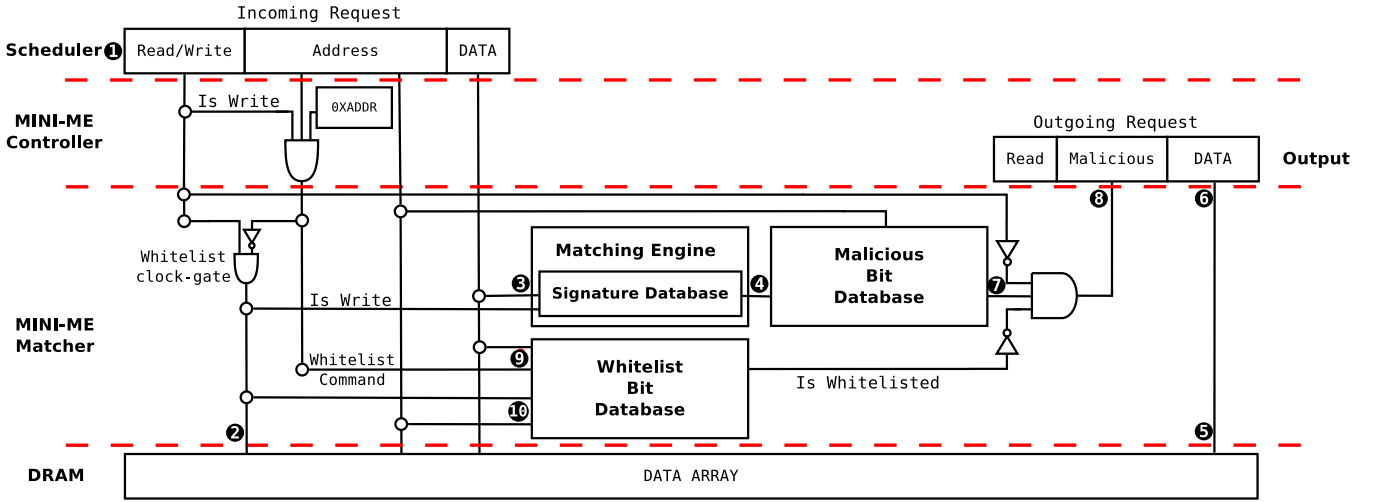 Incoming Request
Scheduler 1 Read/Write Address DATA
Is Write
0XADDR
MINI-ME
Controller
Outgoing Request
Read Malicious DATA Output
8 6
Whitelist
clock-gate
Matching Engine
3 Signature Database 4
Malicious
Bit
Database
7
Is Write
MINI-ME
Matcher
Whitelist
Command
9
10
Whitelist
Bit
Database
Is Whitelisted
2 5
DRAM DATA ARRAY